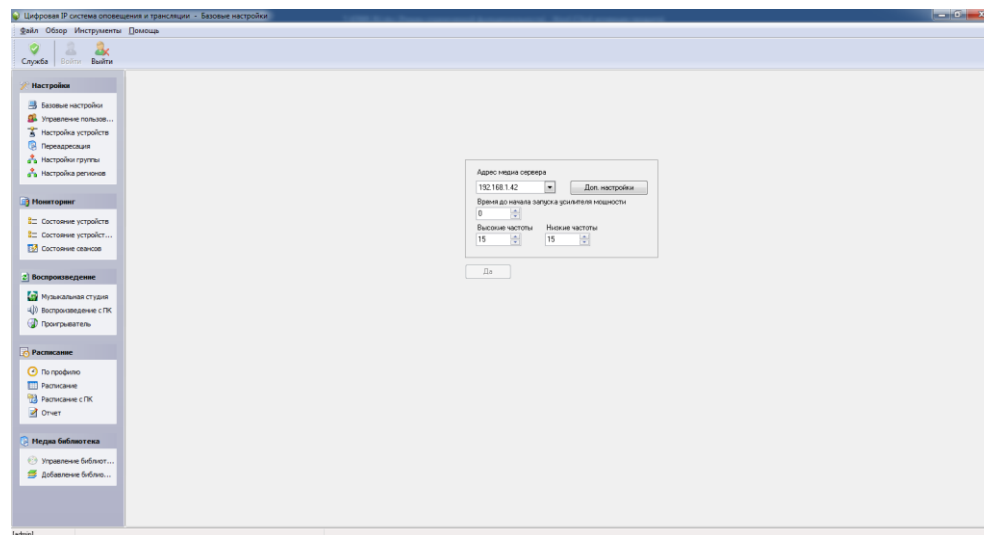 Цифровая IP система оповещения и трансляции - Базовые настройки
Файл Обзор Инструменты Помощь
Служба Войти Выйти
Настройки
Базовые настройки
Управление пользов...
Настройка устройств
Переадресация
Настройки группы
Настройка регионов
Мониторинг
Состояние устройств
Состояние устройст...
Состояние сеансов
Воспроизведение
Музыкальная студия
Воспроизведение с ПК
Проигрыватель
Расписание
По профилю
Расписание
Расписание с ПК
Отчет
Медиа библиотека
Управление библиот...
Добавление библио...
Адрес медиа сервера
192.168.1.42 Доп. настройки
Время до начала запуска усилителя мощности
0
Высокие частоты Низкие частоты
15 15
Да
[admin]